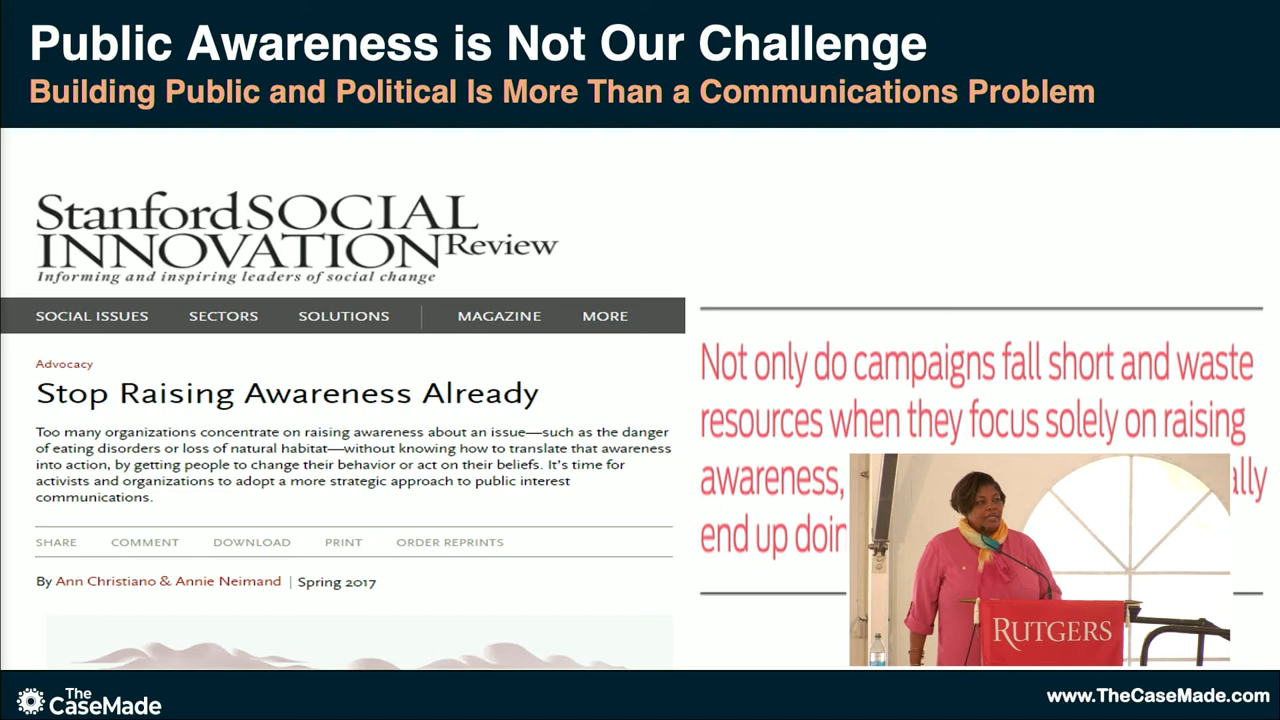 Public Awareness is Not Our Challenge
Building Public and Political Is More Than a Communications Problem
Stanford SOCIAL
INNOVATION Review
Informing and inspiring leaders of social change
SOCIAL ISSUES SECTORS SOLUTIONS MAGAZINE MORE
Advocacy
Stop Raising Awareness Already
Too many organizations concentrate on raising awareness about an issue—such as the danger
of eating disorders or loss of natural habitat—without knowing how to translate that awareness
into action, by getting people to change their behavior or act on their beliefs. It's time for
activists and organizations to adopt a more strategic approach to public interest
communications.
SHARE COMMENT DOWNLOAD PRINT ORDER REPRINTS
By Ann Christiano & Annie Neimand | Spring 2017
Not only do campaigns fall short and waste
resources when they focus solely on raising
awareness,
end up
RUTGERS
The
CaseMade
www.TheCaseMade.com